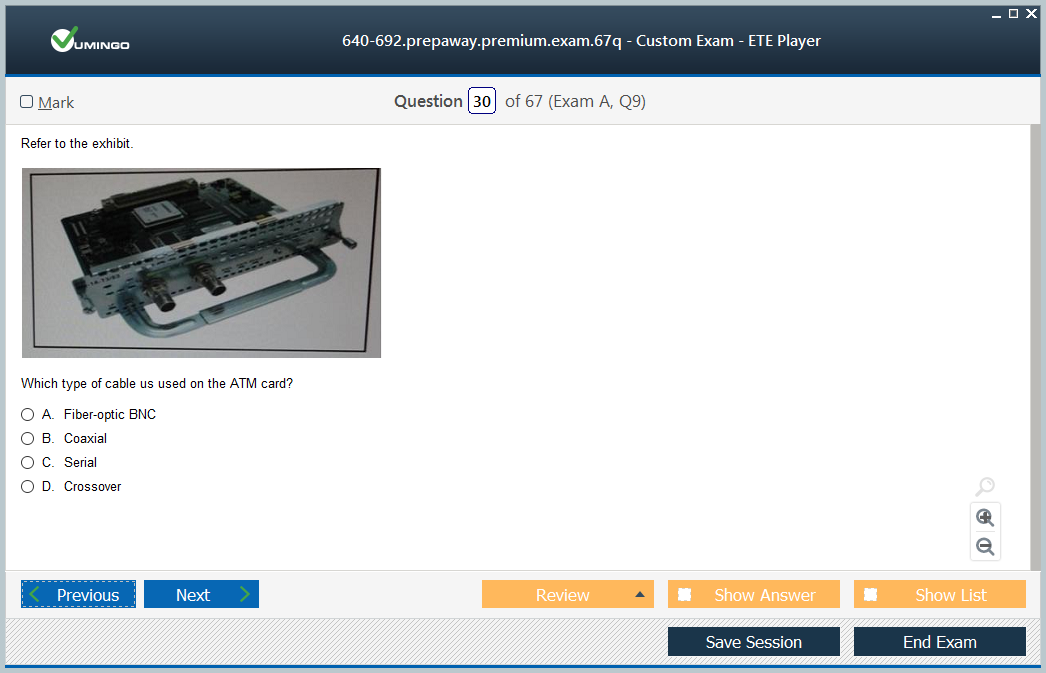 VUMINGO
640-692.prepaway.premium.exam.67q - Custom Exam - ETE Player
Mark
Question 30 of 67 (Exam A, Q9)
Refer to the exhibit.
Which type of cable us used on the ATM card?
A. Fiber-optic BNC
B. Coaxial
C. Serial
D. Crossover
Previous
Next
Review
Show Answer
Show List
Save Session
End Exam